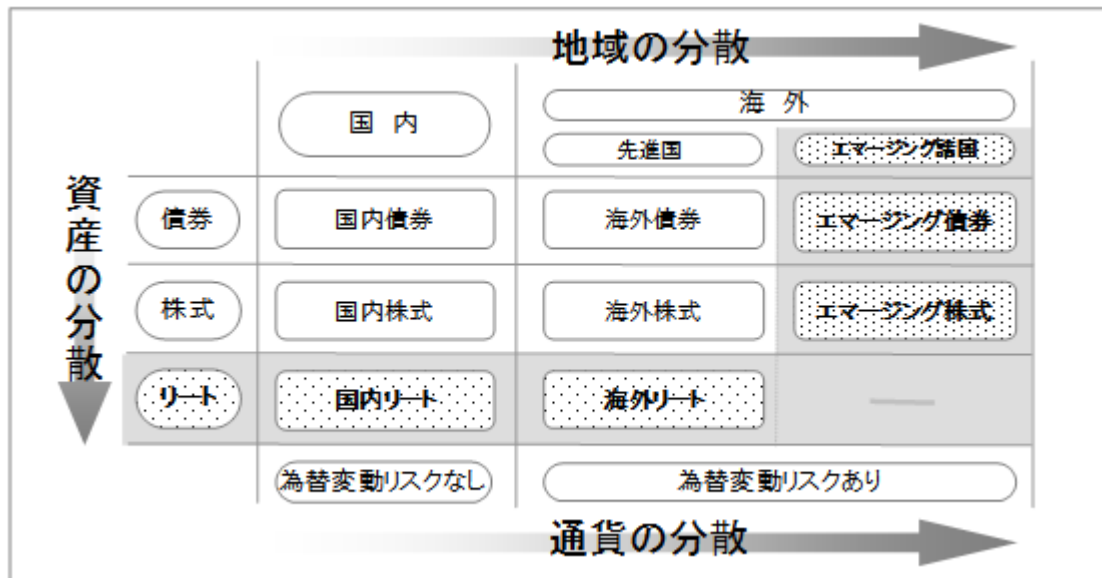 地域の分散
国内
海外
先進国
エマージング諸国
資産の分散
債券
国内債券
海外債券
エマージング債券
株式
国内株式
海外株式
エマージング株式
リート
国内リート
海外リート
為替変動リスクなし
為替変動リスクあり
通貨の分散